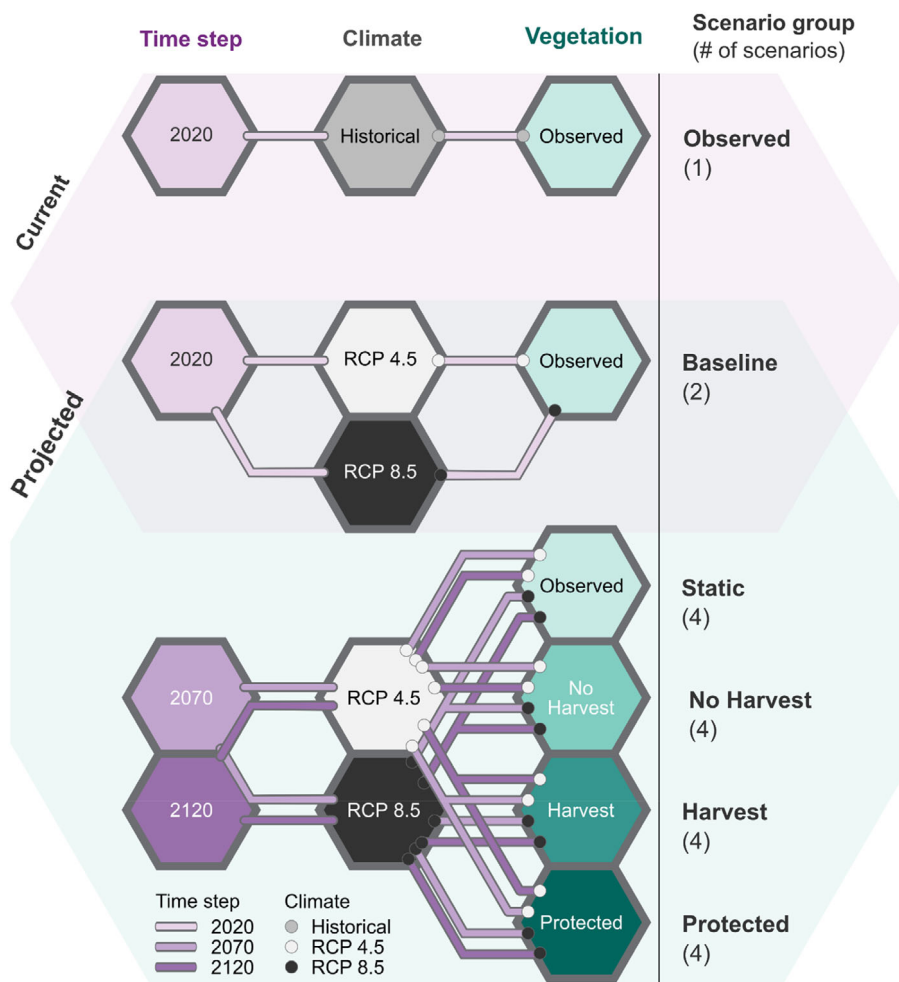 Time step
Climate
Vegetation
Scenario group
(# of scenarios)
Current
2020
Historical
Observed
Observed
(1)
Projected
2020
RCP 4.5
Observed
Baseline
(2)
RCP 8.5
Observed
Static
(4)
2070
RCP 4.5
No
Harvest
No Harvest
(4)
2120
RCP 8.5
Harvest
Harvest
(4)
Protected
Protected
(4)
Time step
2020
2070
2120
Climate
Historical
RCP 4.5
RCP 8.5